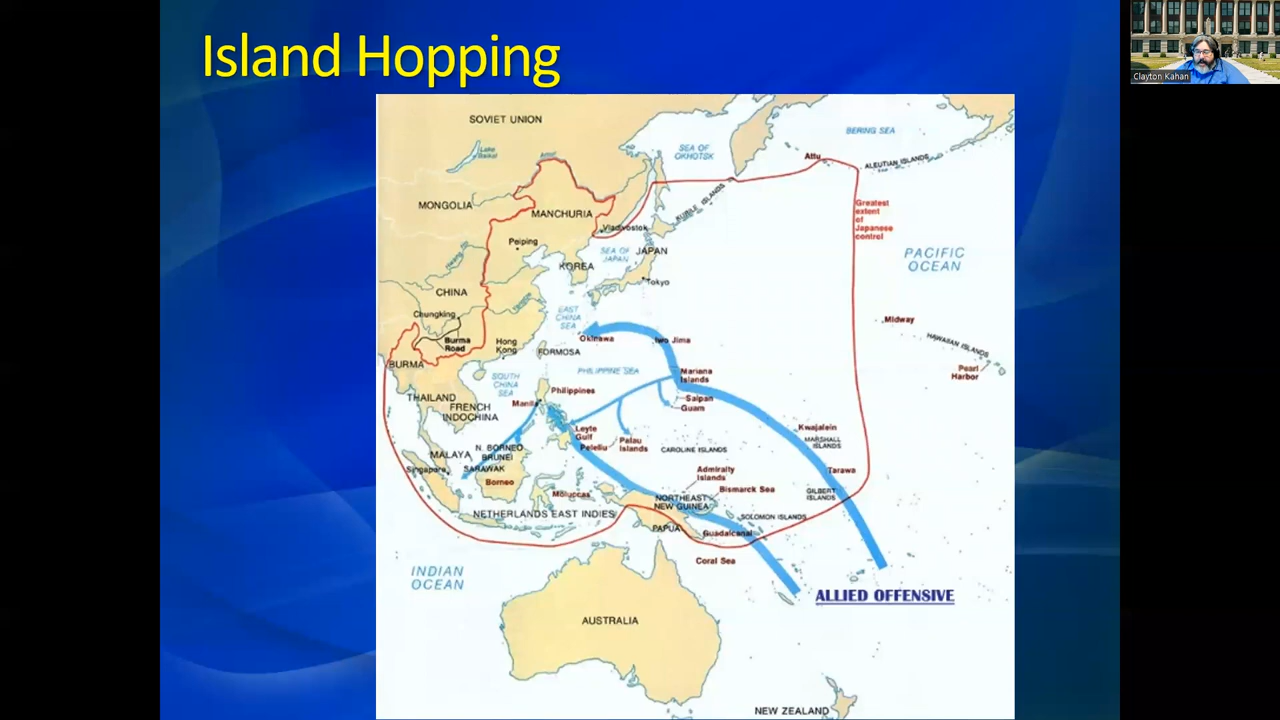 Island Hopping
Clayton Kahan
SOVIET UNION
BERING SEA
SEA OF
OKHOTSK
Lake
Baikal
Attu
ALEUTIAN ISLANDS
MONGOLIA
MANCHURIA
KURILE ISLANDS
Greatest
extent
of
Japanese
control
Vladivostok
Peiping
SEA OF
JAPAN
JAPAN
KOREA
PACIFIC
OCEAN
Tokyo
CHINA
Chungking
EAST
CHINA
SEA
Midway
Burma
Road
Hong
Kong
Okinawa
Iwo Jima
HAWAIIAN ISLANDS
FORMOSA
BURMA
Pearl
Harbor
SOUTH
CHINA
SEA
PHILIPPINE SEA
Mariana
Islands
Philippines
THAILAND
Manila
Saipan
Guam
FRENCH
INDOCHINA
Leyte
Gulf
Kwajalein
MARSHALL
ISLANDS
Peleliu
Palau
Islands
CAROLINE ISLANDS
N. BORNEO
BRUNEI
MALAYA
Singapore
SARAWAK
Tarawa
Borneo
Admiralty
Islands
Bismarck Sea
GILBERT
ISLANDS
Moluccas
NORTHEAST
NEW GUINEA
NETHERLANDS EAST INDIES
SOLOMON ISLANDS
PAPUA
Guadalcanal
Coral Sea
INDIAN
OCEAN
ALLIED OFFENSIVE
AUSTRALIA
NEW ZEALAND